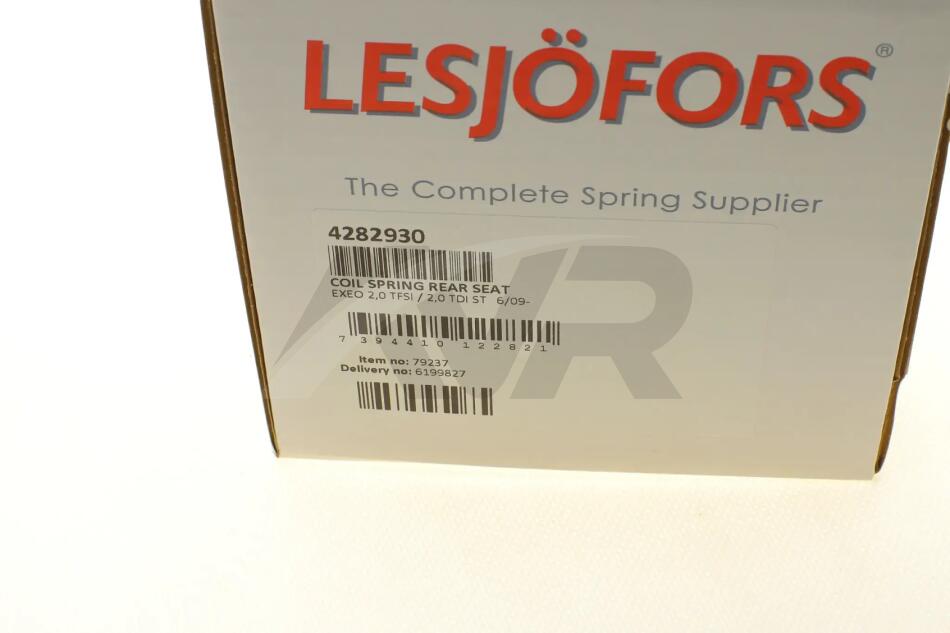 LESJÖFORS®
The Complete Spring Supplier
4282930
COIL SPRING REAR SEAT
EXEO 2,0 TFSI / 2,0 TDI ST 6/09-
7 394410 122821
Item no: 79237
Delivery no: 6199827
AVR